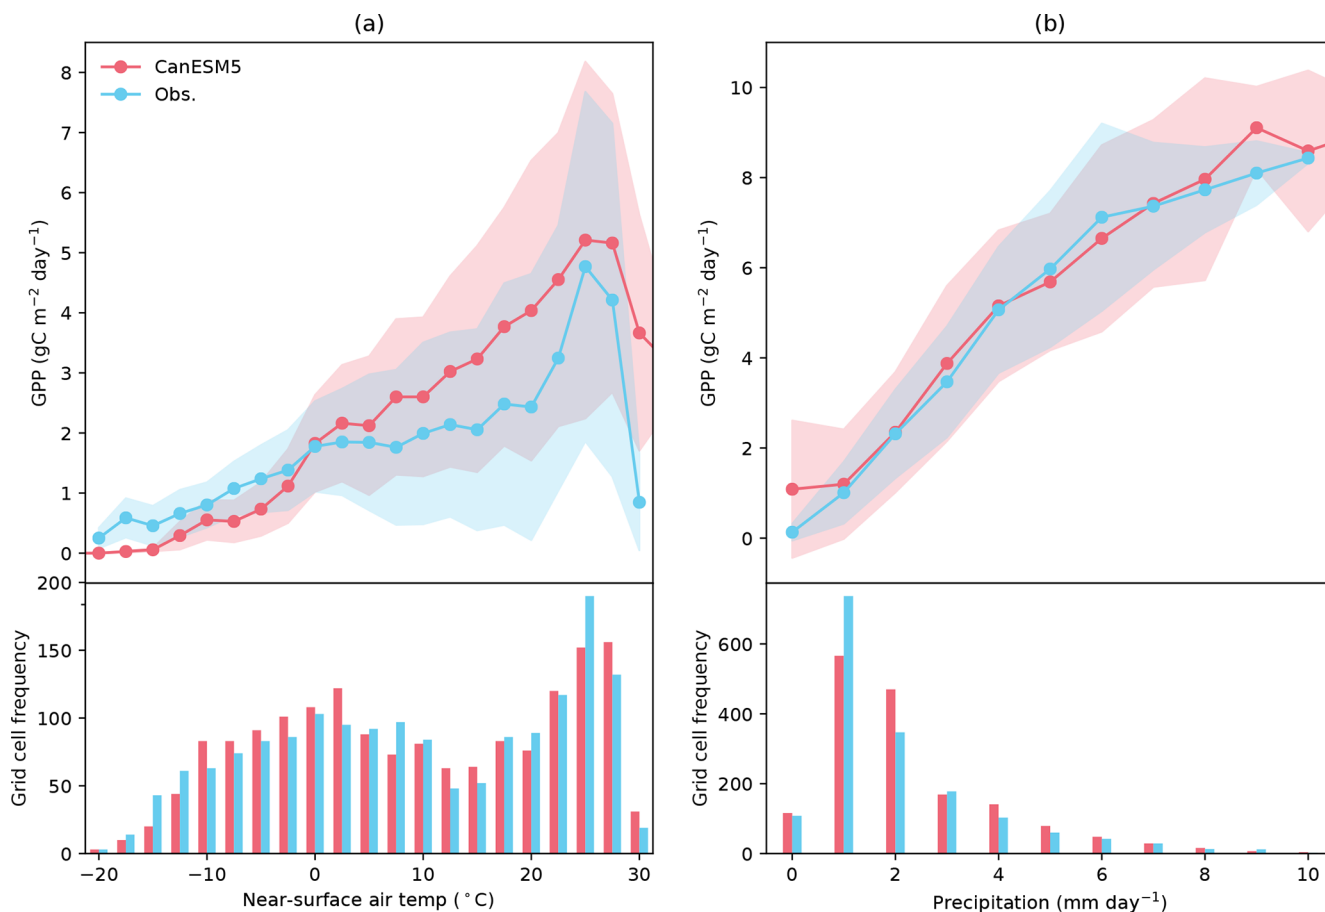 (a)
8
7
6
5
4
3
2
1
0
GPP (gC m⁻² day⁻¹)
CanESM5
Obs.
200
150
100
50
0
Grid cell frequency
−20 −10 0 10 20 30
Near-surface air temp (°C)
(b)
10
8
6
4
2
0
GPP (gC m⁻² day⁻¹)
600
400
200
0
Grid cell frequency
0 2 4 6 8 10
Precipitation (mm day⁻¹)